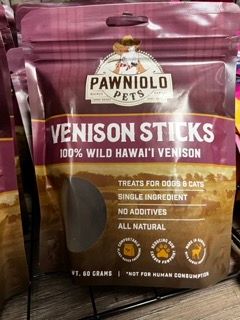 PAWNIOLO
PETS
VENISON STICKS
100% WILD HAWAI'I VENISON
TREATS FOR DOGS & CATS
SINGLE INGREDIENT
NO ADDITIVES
ALL NATURAL
COMPOSTABLE
WT. 60 GRAMS
*NOT FOR HUMAN CONSUMPTION